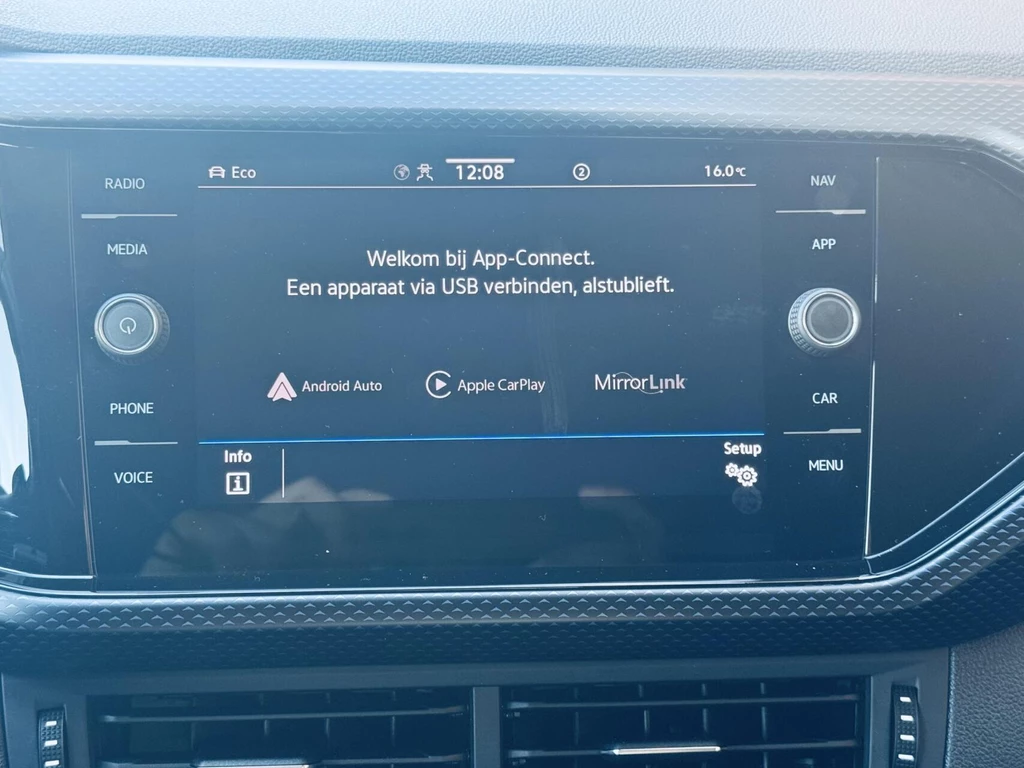 RADIO
MEDIA
PHONE
VOICE
Eco
12:08
2
16.0°C
Welkom bij App-Connect.
Een apparaat via USB verbinden, alstublieft.
Android Auto
Apple CarPlay
MirrorLink
Info
i
Setup
NAV
APP
CAR
MENU